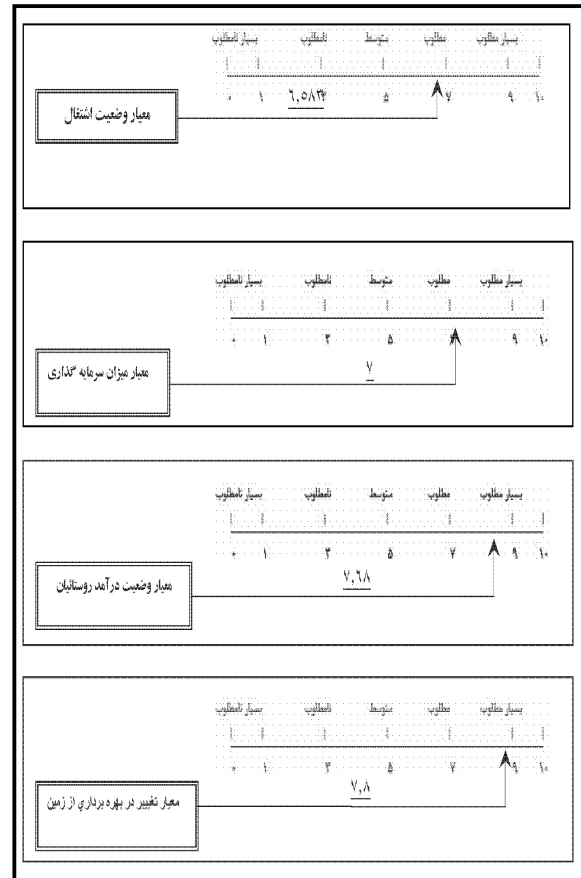 بسیار نامطلوب نامطلوب متوسط مطلوب بسیار مطلوب
۰ ۱ ۳ ۵ ۷ ۹ ۱۰
۶,۵۸۳
معیار وضعیت اشتغال
بسیار نامطلوب نامطلوب متوسط مطلوب بسیار مطلوب
۰ ۱ ۳ ۵ ۷ ۹ ۱۰
۷
معیار میزان سرمایه گذاری
بسیار نامطلوب نامطلوب متوسط مطلوب بسیار مطلوب
۰ ۱ ۳ ۵ ۷ ۹ ۱۰
۷,۶۸
معیار وضعیت درآمد روستائیان
بسیار نامطلوب نامطلوب متوسط مطلوب بسیار مطلوب
۰ ۱ ۳ ۵ ۷ ۹ ۱۰
۷,۸
معیار تغییر در بهره برداری از زمین